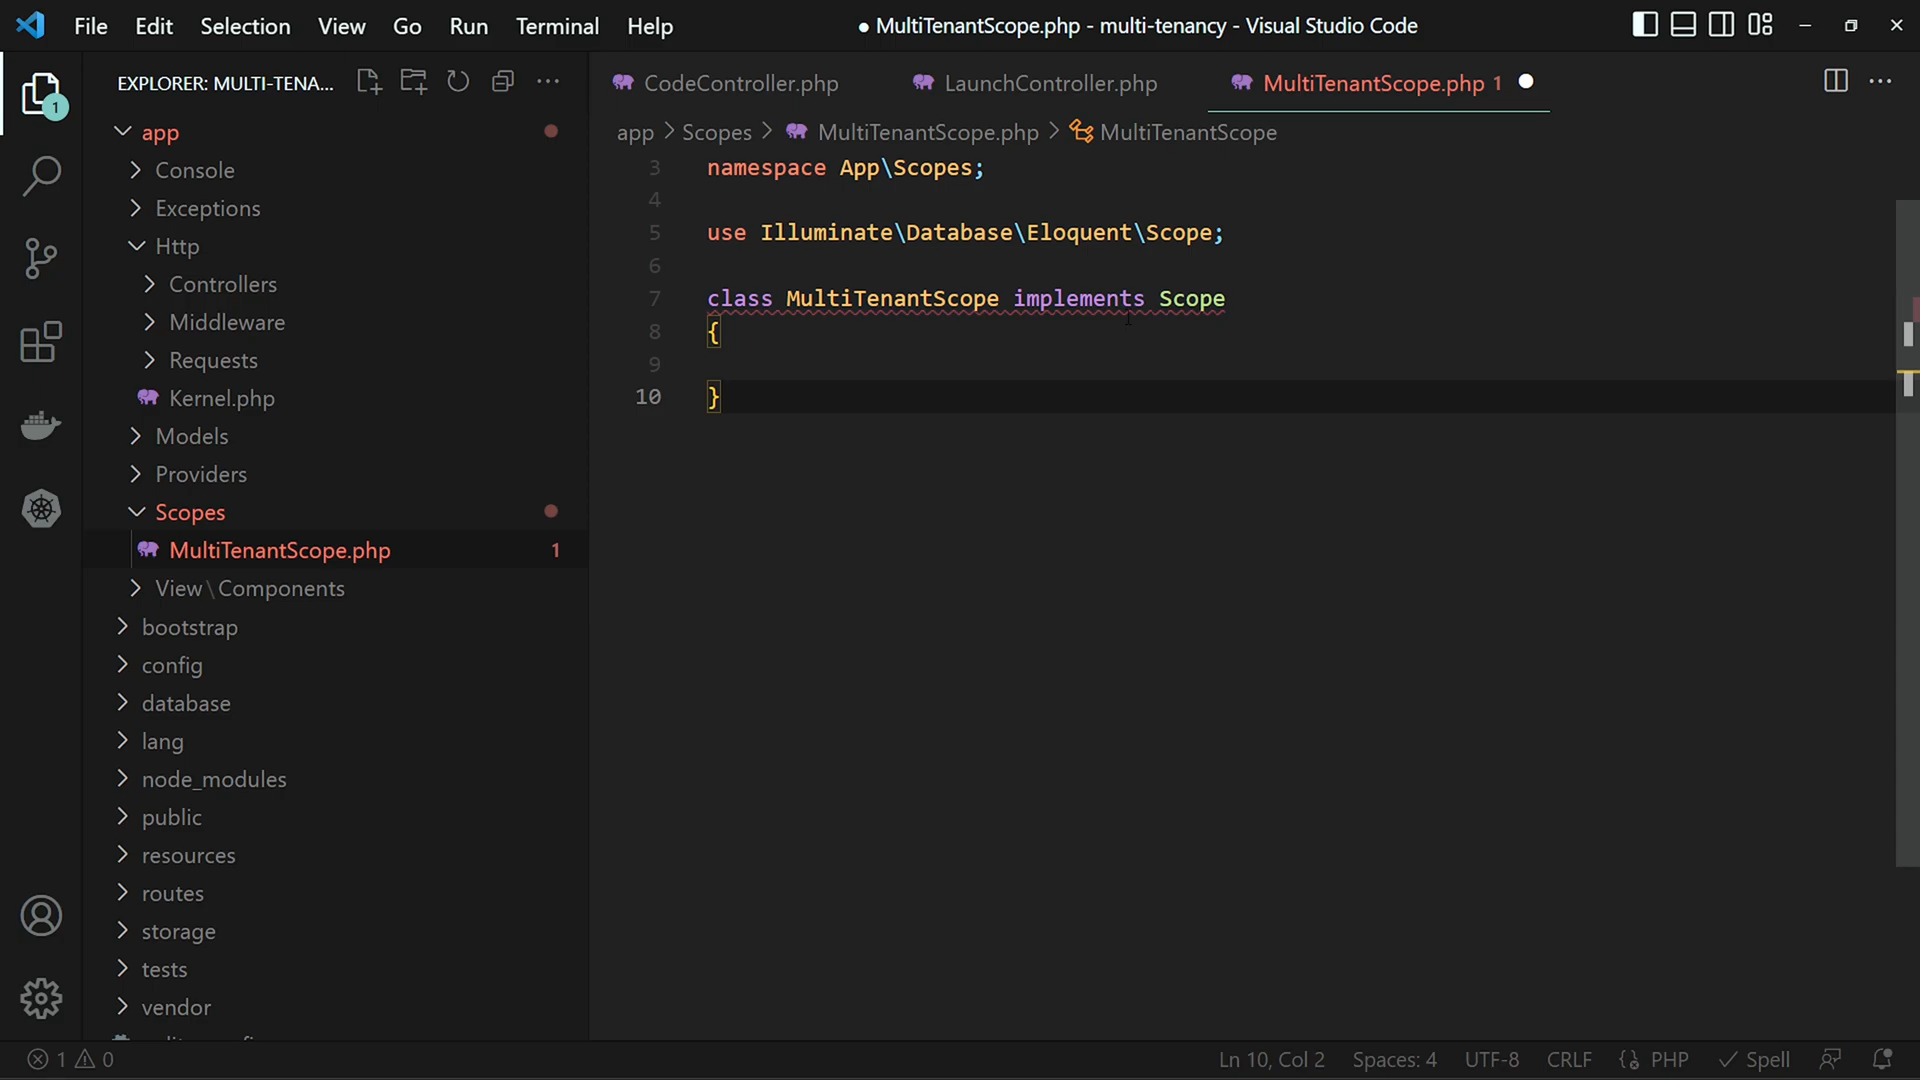 File Edit Selection View Go Run Terminal Help
● MultiTenantScope.php - multi-tenancy - Visual Studio Code
EXPLORER: MULTI-TENA...
CodeController.php
LaunchController.php
MultiTenantScope.php 1
app > Scopes > MultiTenantScope.php > MultiTenantScope
1
app
Console
Exceptions
Http
Controllers
Middleware
Requests
Kernel.php
Models
Providers
Scopes
MultiTenantScope.php 1
View\Components
bootstrap
config
database
lang
node_modules
public
resources
routes
storage
tests
vendor
3 namespace App\Scopes;
4
5 use Illuminate\Database\Eloquent\Scope;
6
7 class MultiTenantScope implements Scope
8 {
9
10 }
1 0
Ln 10, Col 2 Spaces: 4 UTF-8 CRLF {} PHP Spell